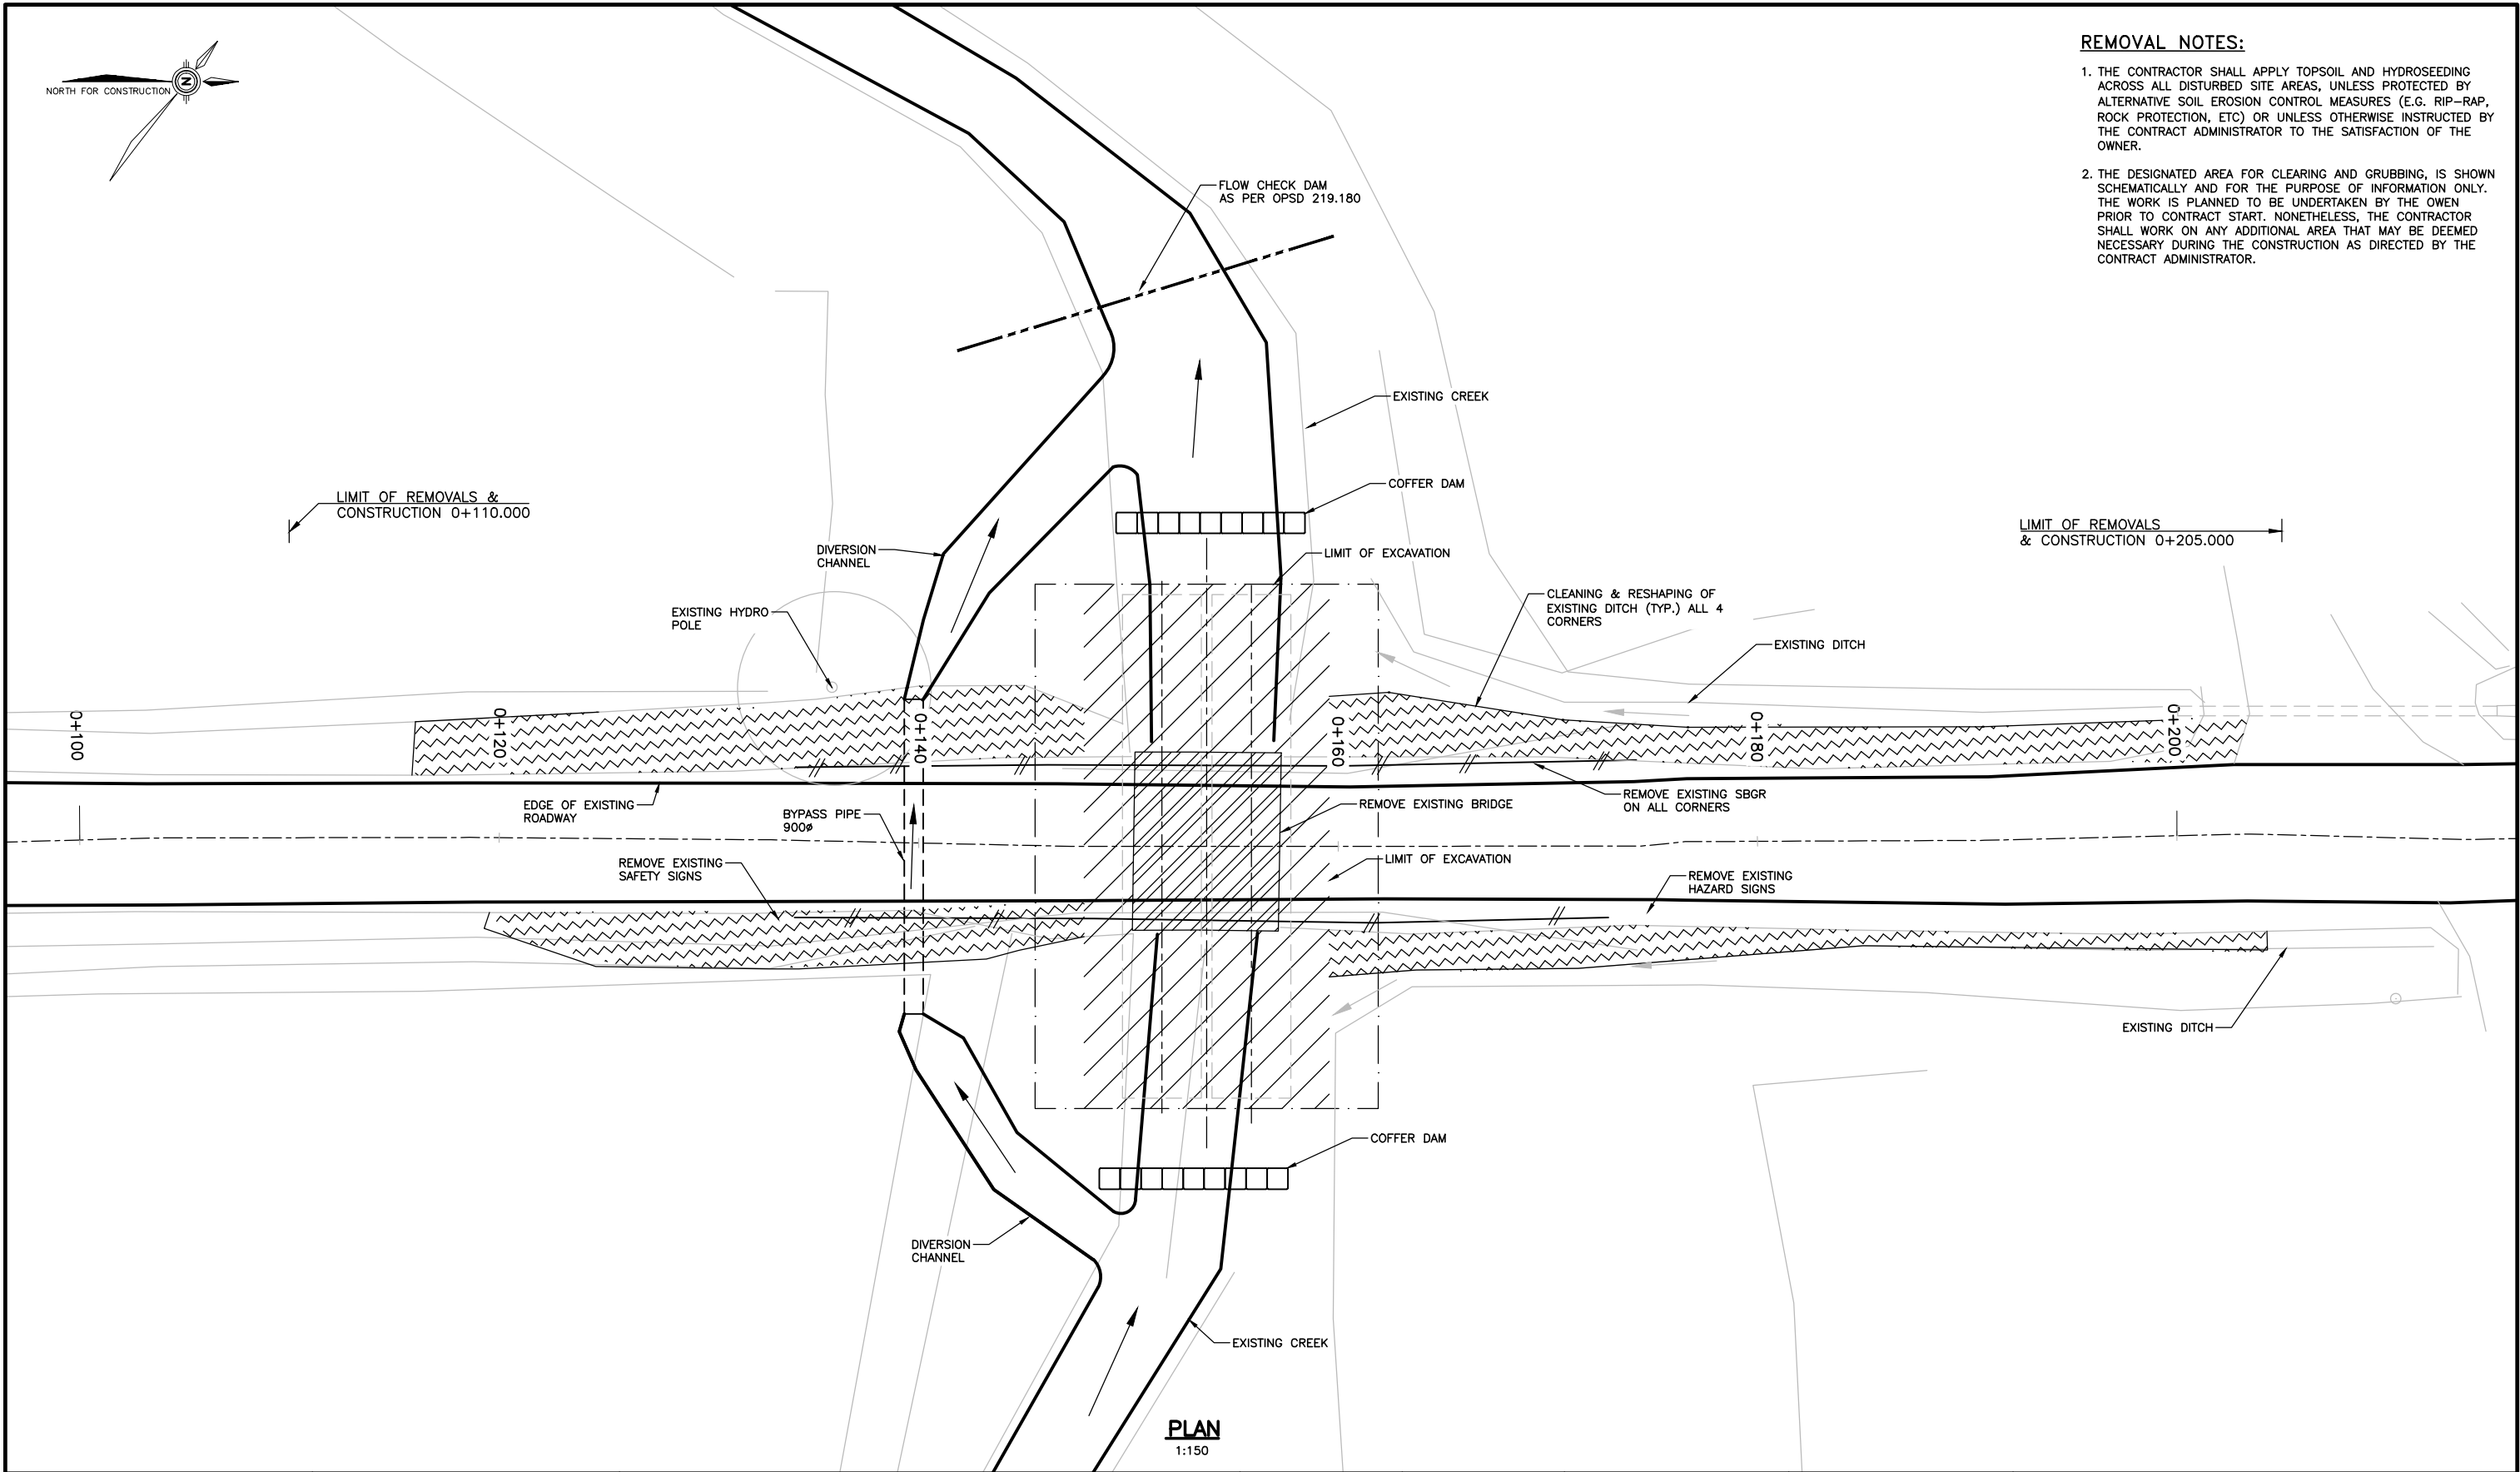 REMOVAL NOTES:
1. THE CONTRACTOR SHALL APPLY TOPSOIL AND HYDROSEEDING
ACROSS ALL DISTURBED SITE AREAS, UNLESS PROTECTED BY
ALTERNATIVE SOIL EROSION CONTROL MEASURES (E.G. RIP-RAP,
ROCK PROTECTION, ETC) OR UNLESS OTHERWISE INSTRUCTED BY
THE CONTRACT ADMINISTRATOR TO THE SATISFACTION OF THE
OWNER.
2. THE DESIGNATED AREA FOR CLEARING AND GRUBBING, IS SHOWN
SCHEMATICALLY AND FOR THE PURPOSE OF INFORMATION ONLY.
THE WORK IS PLANNED TO BE UNDERTAKEN BY THE OWEN
PRIOR TO CONTRACT START. NONETHELESS, THE CONTRACTOR
SHALL WORK ON ANY ADDITIONAL AREA THAT MAY BE DEEMED
NECESSARY DURING THE CONSTRUCTION AS DIRECTED BY THE
CONTRACT ADMINISTRATOR.
N
NORTH FOR CONSTRUCTION
FLOW CHECK DAM
AS PER OPSD 219.180
EXISTING CREEK
COFFER DAM
LIMIT OF REMOVALS &
CONSTRUCTION 0+110.000
LIMIT OF REMOVALS
& CONSTRUCTION 0+205.000
DIVERSION
CHANNEL
LIMIT OF EXCAVATION
CLEANING & RESHAPING OF
EXISTING DITCH (TYP.) ALL 4
CORNERS
EXISTING HYDRO
POLE
EXISTING DITCH
0+100
0+120
0+140
0+160
0+180
0+200
EDGE OF EXISTING
ROADWAY
BYPASS PIPE
900ø
REMOVE EXISTING BRIDGE
REMOVE EXISTING SBGR
ON ALL CORNERS
REMOVE EXISTING
SAFETY SIGNS
LIMIT OF EXCAVATION
REMOVE EXISTING
HAZARD SIGNS
EXISTING DITCH
COFFER DAM
DIVERSION
CHANNEL
EXISTING CREEK
PLAN
1:150